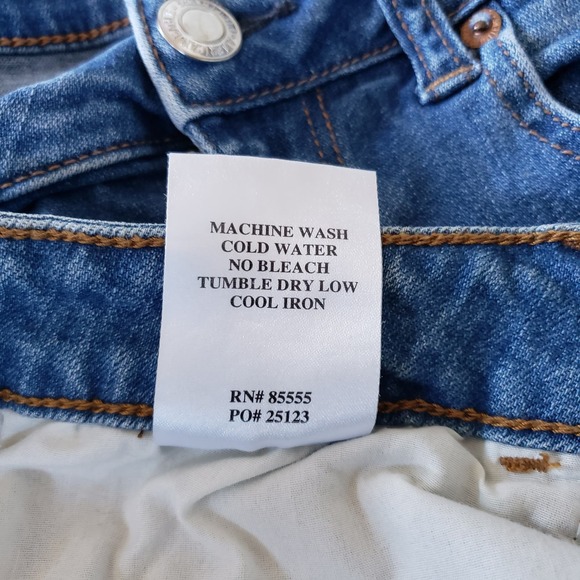 MACHINE WASH
COLD WATER
NO BLEACH
TUMBLE DRY LOW
COOL IRON
RN# 85555
PO# 25123